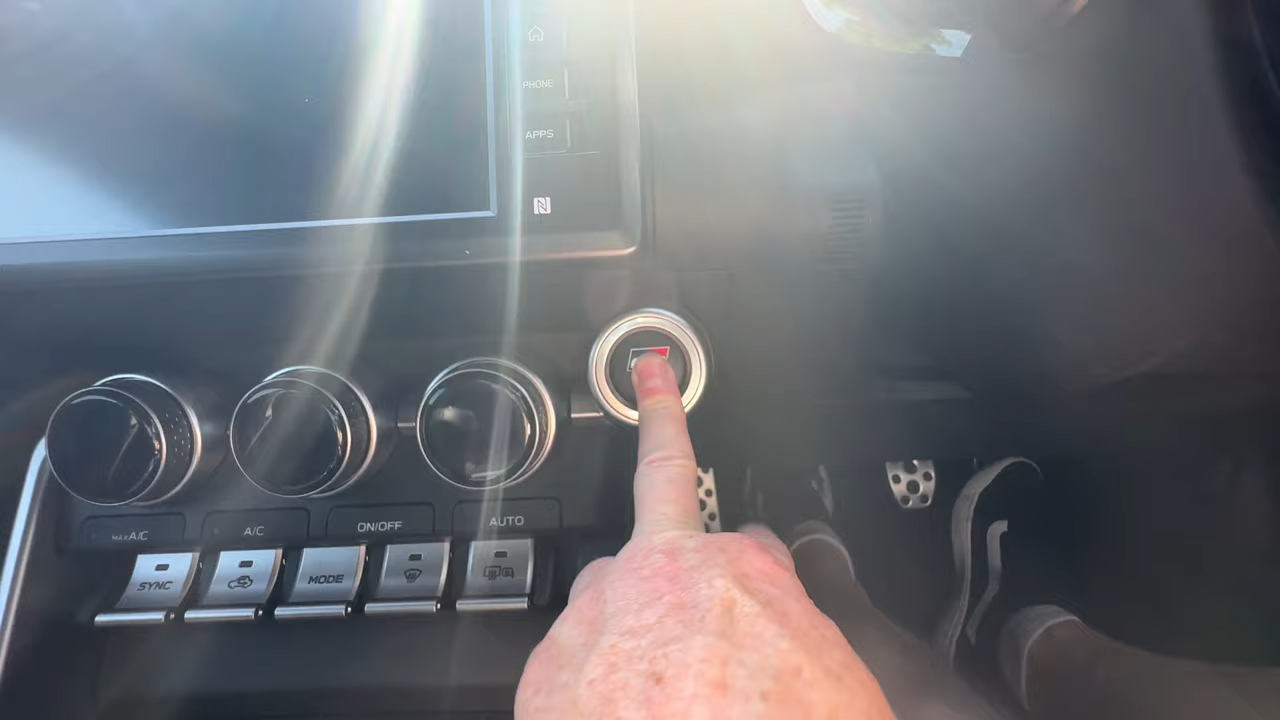 PHONE
APPS
MAX A/C
A/C
ON/OFF
AUTO
SYNC
MODE